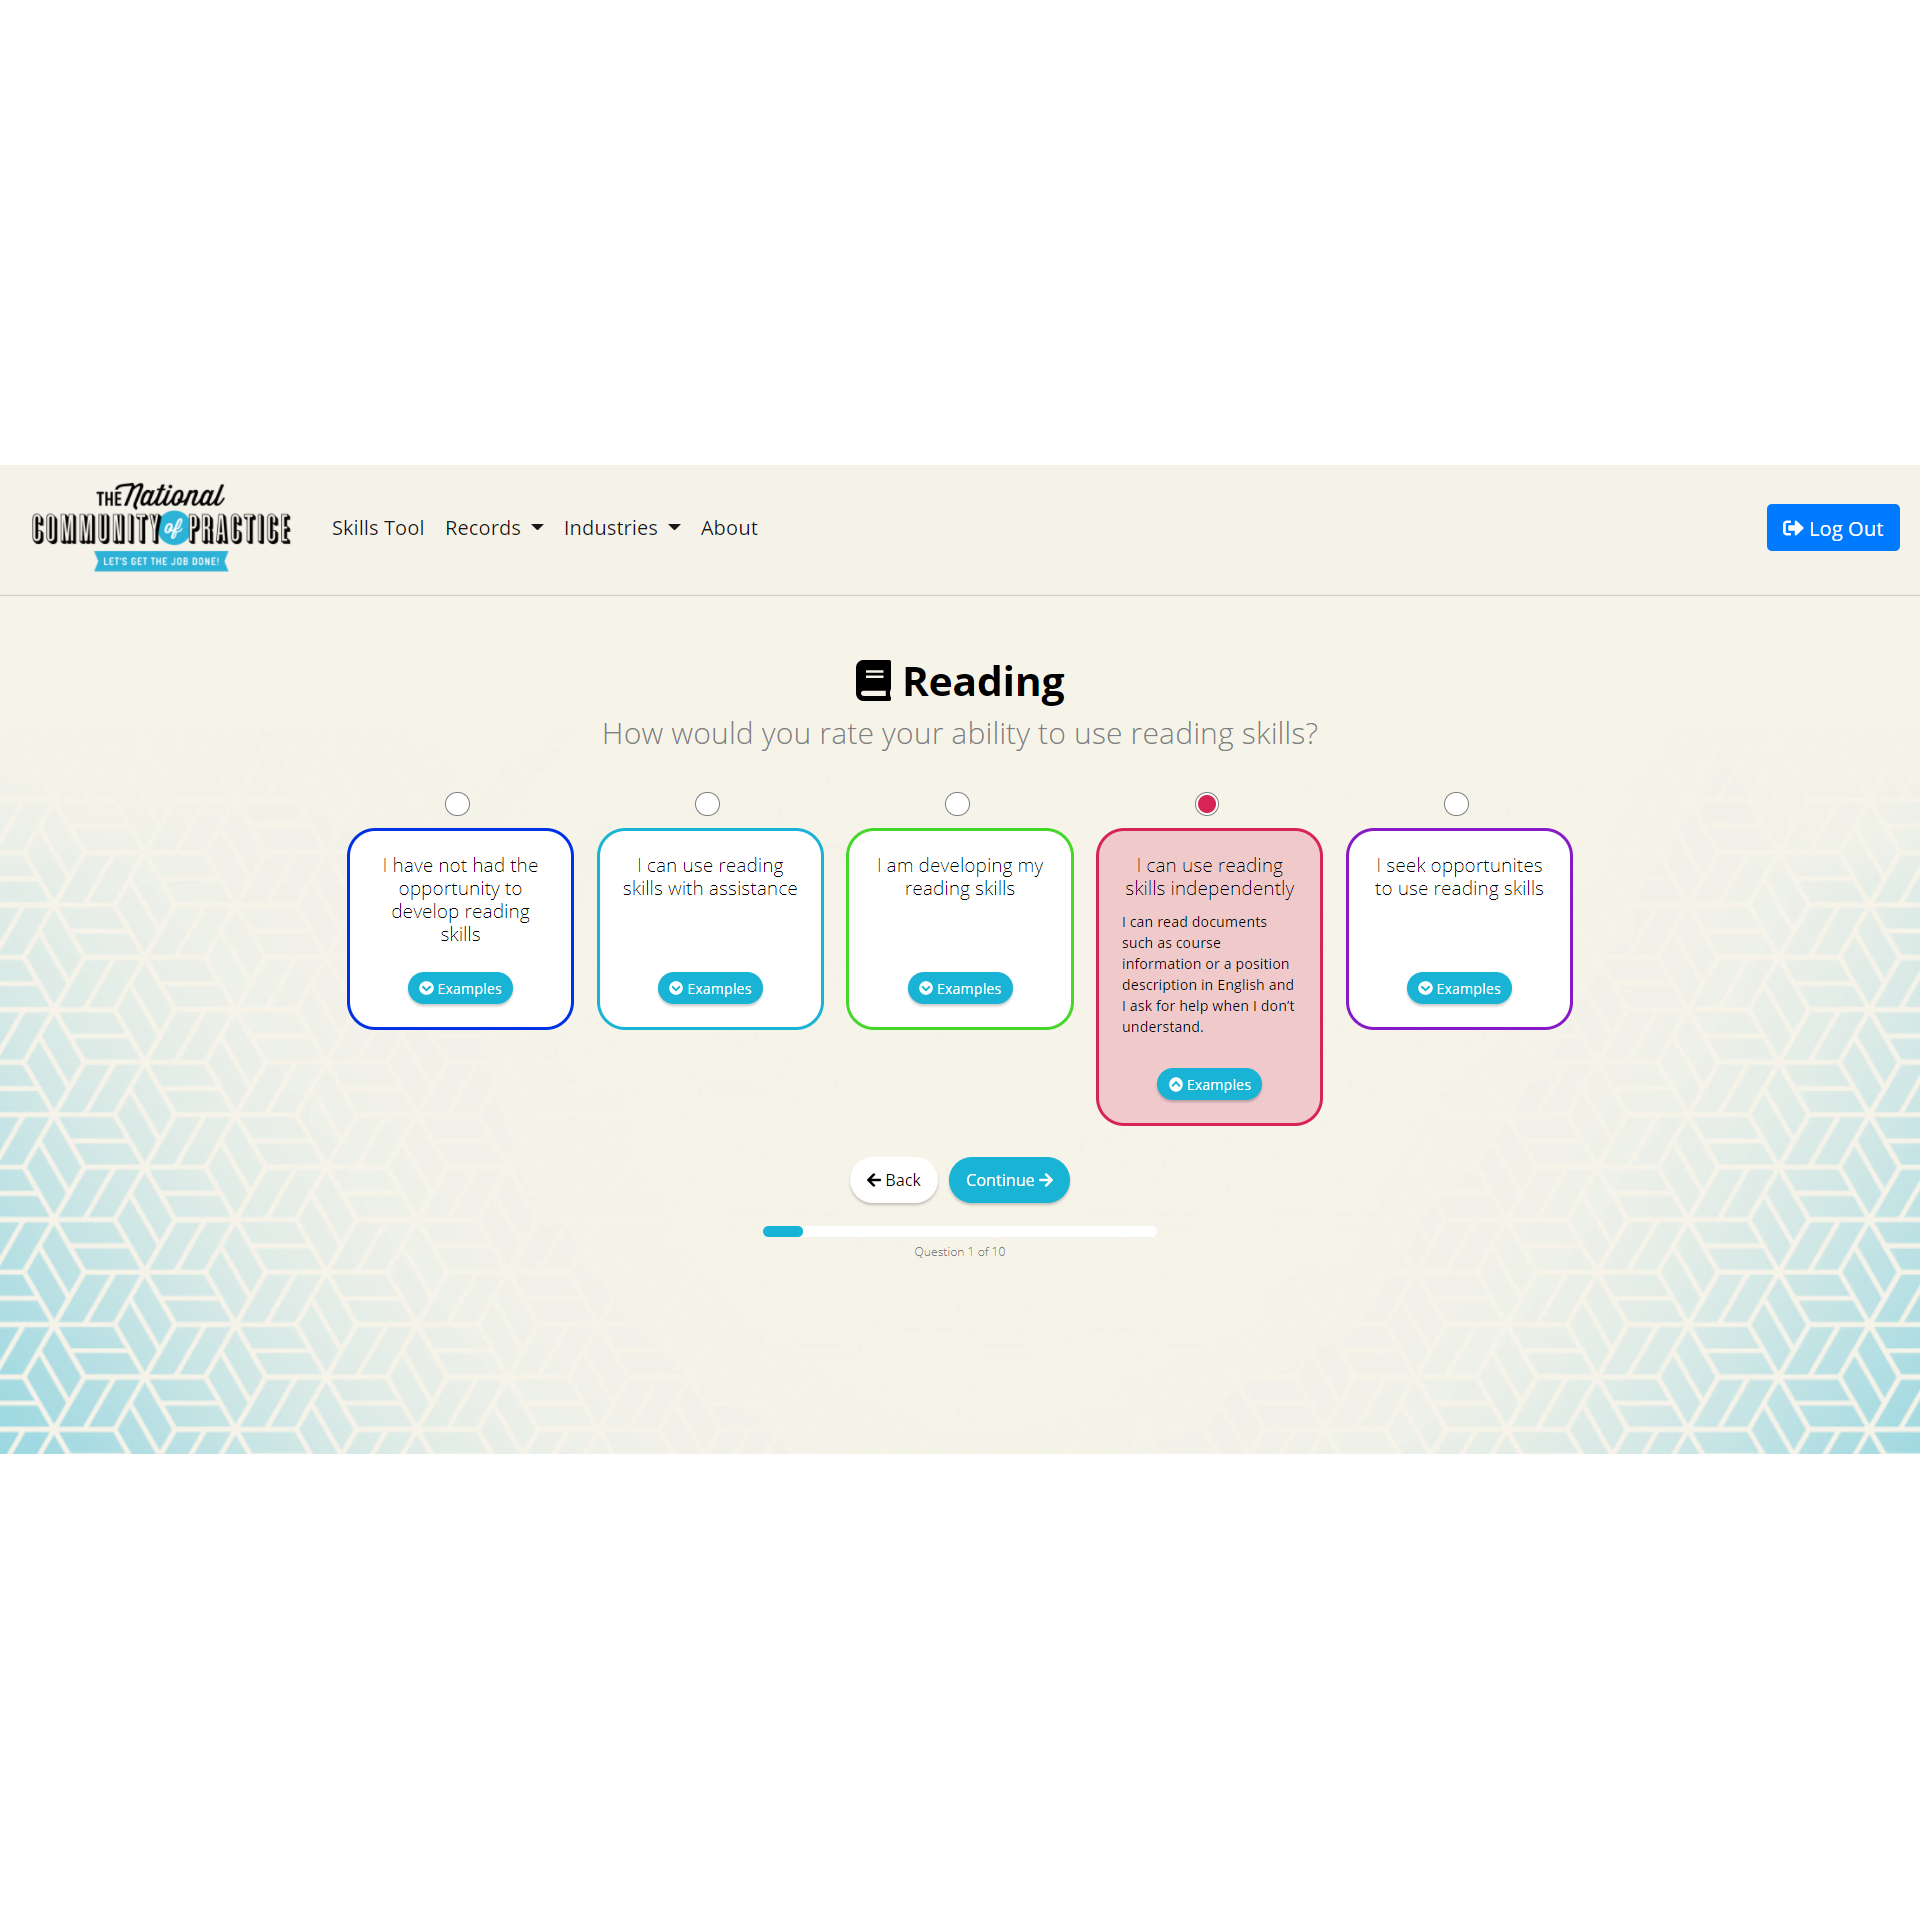 THE National
COMMUNITY of PRACTICE
LET'S GET THE JOB DONE!
Skills Tool Records Industries About
Log Out
Reading
How would you rate your ability to use reading skills?
I have not had the
opportunity to
develop reading
skills
Examples
I can use reading
skills with assistance
Examples
I am developing my
reading skills
Examples
I can use reading
skills independently
I can read documents
such as course
information or a position
description in English and
I ask for help when I don’t
understand.
Examples
I seek opportunites
to use reading skills
Examples
Back Continue
Question 1 of 10